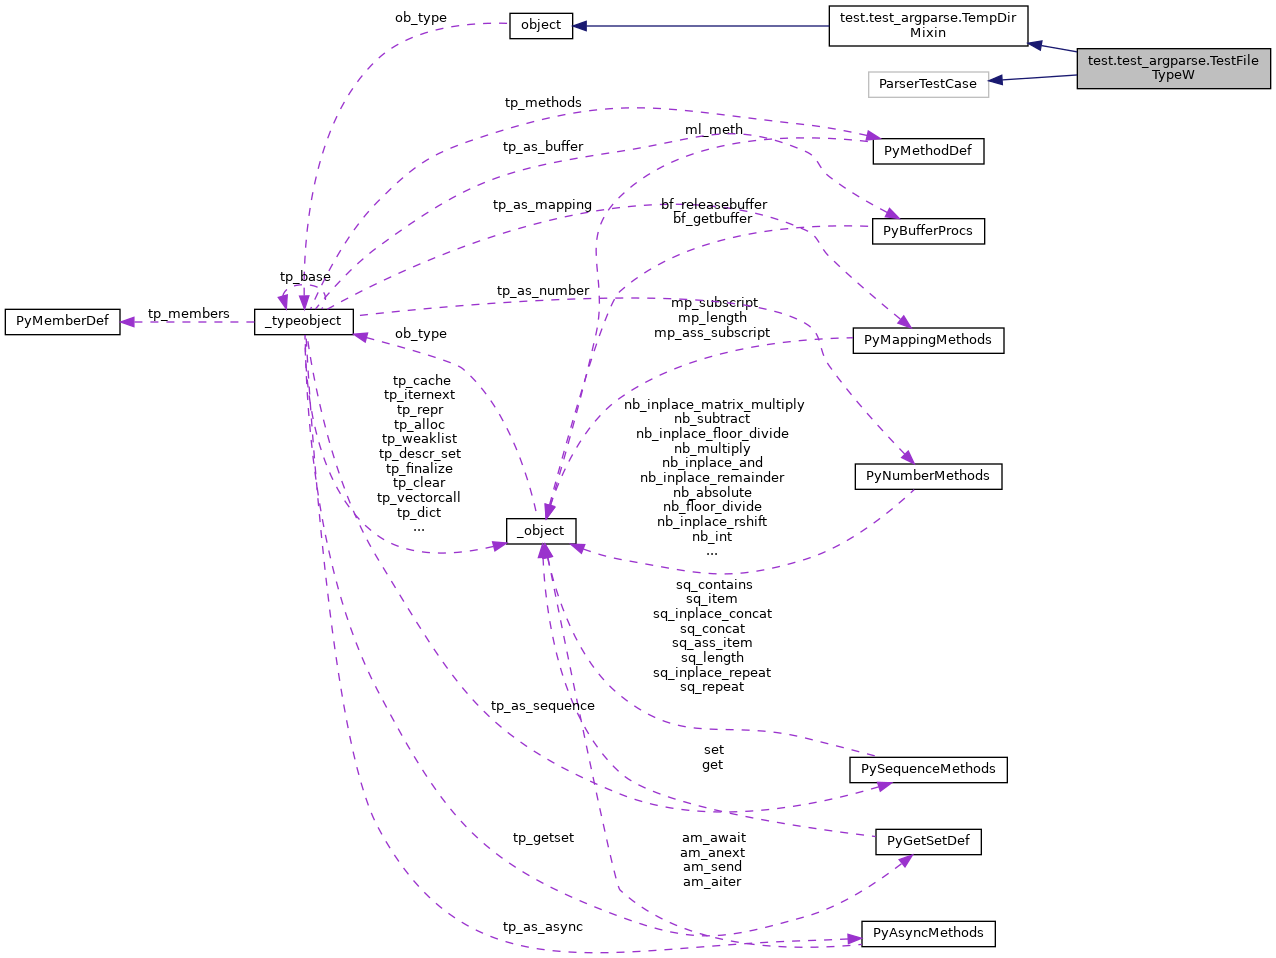 ob_type
object
test.test_argparse.TempDir
Mixin
test.test_argparse.TestFile
TypeW
ParserTestCase
tp_methods
ml_meth
tp_as_buffer
PyMethodDef
tp_as_mapping
bf_releasebuffer
bf_getbuffer
PyBufferProcs
tp_base
tp_as_number
PyMemberDef
tp_members
_typeobject
ob_type
mp_subscript
mp_length
mp_ass_subscript
PyMappingMethods
tp_cache
tp_iternext
tp_repr
tp_alloc
tp_weaklist
tp_descr_set
tp_finalize
tp_clear
tp_vectorcall
tp_dict
...
nb_inplace_matrix_multiply
nb_subtract
nb_inplace_floor_divide
nb_multiply
nb_inplace_and
nb_inplace_remainder
nb_absolute
nb_floor_divide
nb_inplace_rshift
nb_int
...
PyNumberMethods
_object
sq_contains
sq_item
sq_inplace_concat
sq_concat
sq_ass_item
sq_length
sq_inplace_repeat
sq_repeat
tp_as_sequence
set
get
PySequenceMethods
tp_getset
am_await
am_anext
am_send
am_aiter
PyGetSetDef
tp_as_async
PyAsyncMethods